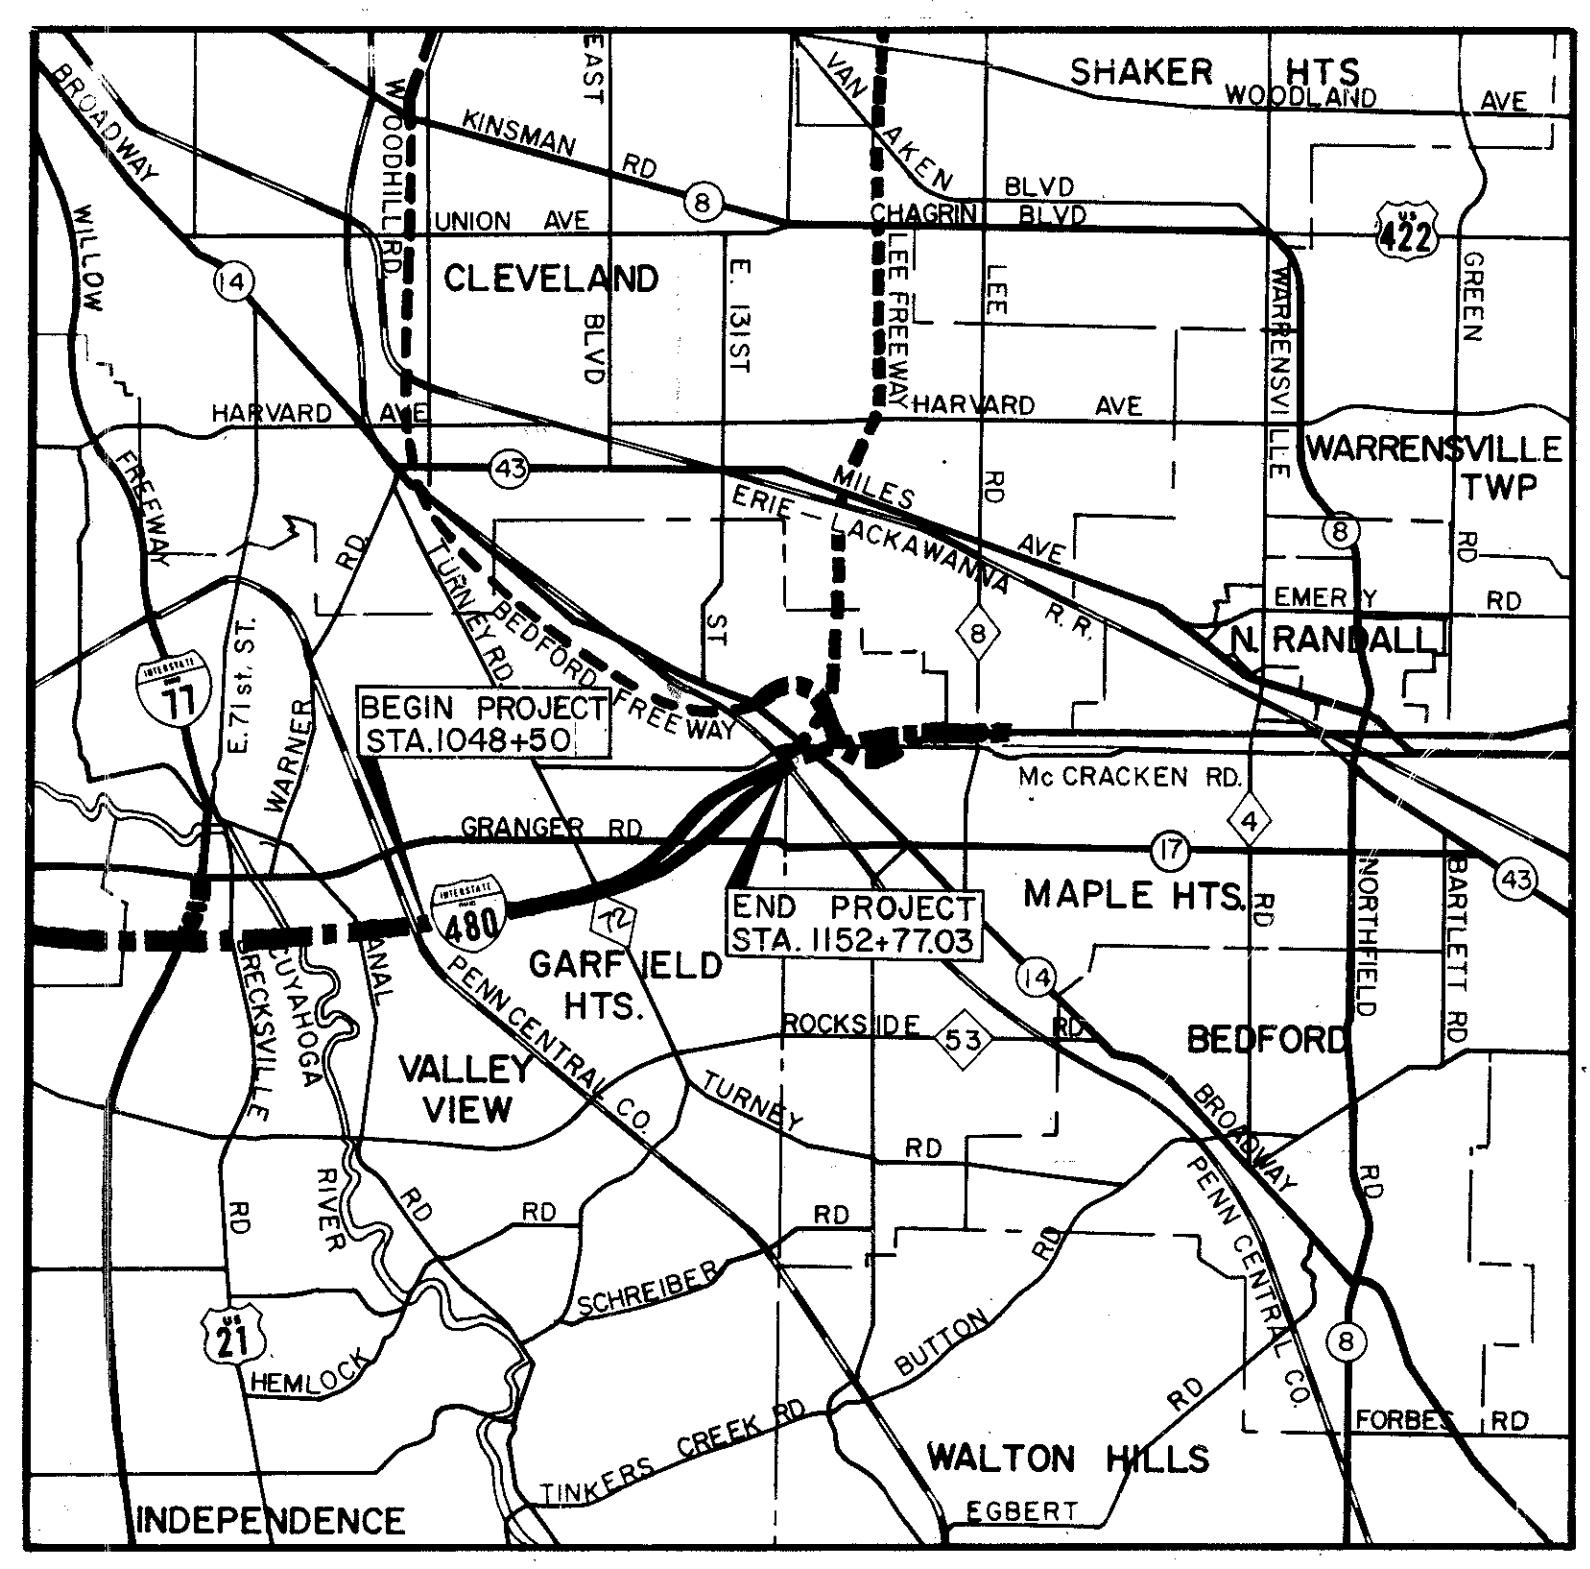 SHAKER HTS
WOODLAND AVE
BROADWAY
VAN AKEN BLVD
EAST BLVD
WOODHILL RD.
KINSMAN RD
8
UNION AVE
CHAGRIN BLVD
US 422
WILLOW FREEWAY
14
CLEVELAND
E. 131ST ST
LEE FREEWAY
LEE RD
WARRENSVILLE RD
GREEN RD
HARVARD AVE
HARVARD AVE
WARRENSVILLE
TWP
43
MILES AVE
ERIE-LACKAWANNA R.R.
8
TURNEY RD
BEDFORD FREEWAY
EMERY RD
N. RANDALL
8
INTERSTATE
77
E. 71st. ST.
WARNER RD.
BEGIN PROJECT
STA. 1048+50
Mc CRACKEN RD.
GRANGER RD
4
17
43
INTERSTATE
480
72
END PROJECT
STA. 1152+77.03
MAPLE HTS.
NORTHFIELD RD
BARTLETT RD
GARFIELD
HTS.
14
BRECKSVILLE RD
CUYAHOGA RIVER
CANAL RD
PENN CENTRAL CO.
ROCKSIDE RD
53
BEDFORD
VALLEY
VIEW
TURNEY RD
BROADWAY
PENN CENTRAL CO.
RD
SCHREIBER RD
US 21
HEMLOCK
BUTTON RD
8
TINKERS CREEK RD
FORBES RD
WALTON HILLS
EGBERT RD
INDEPENDENCE